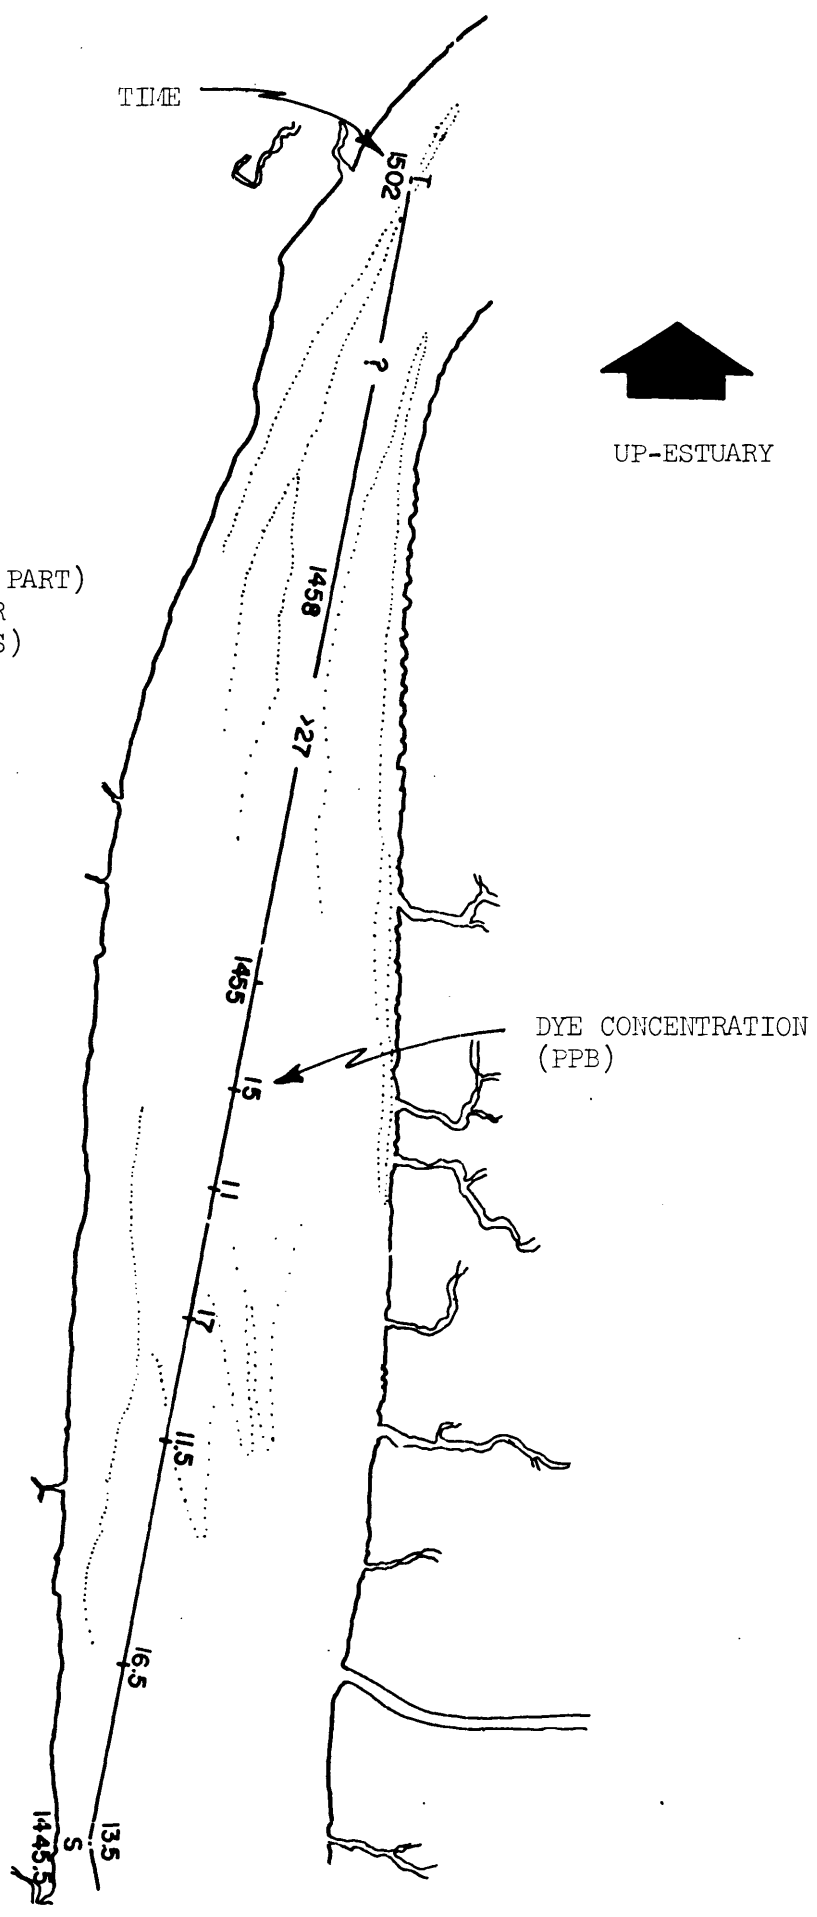 TIME
1502
T
?
UP-ESTUARY
1458
PART)
R
S)
>27
1455
DYE CONCENTRATION
(PPB)
15
11
17
11.5
16.5
13.5
S
1445.5